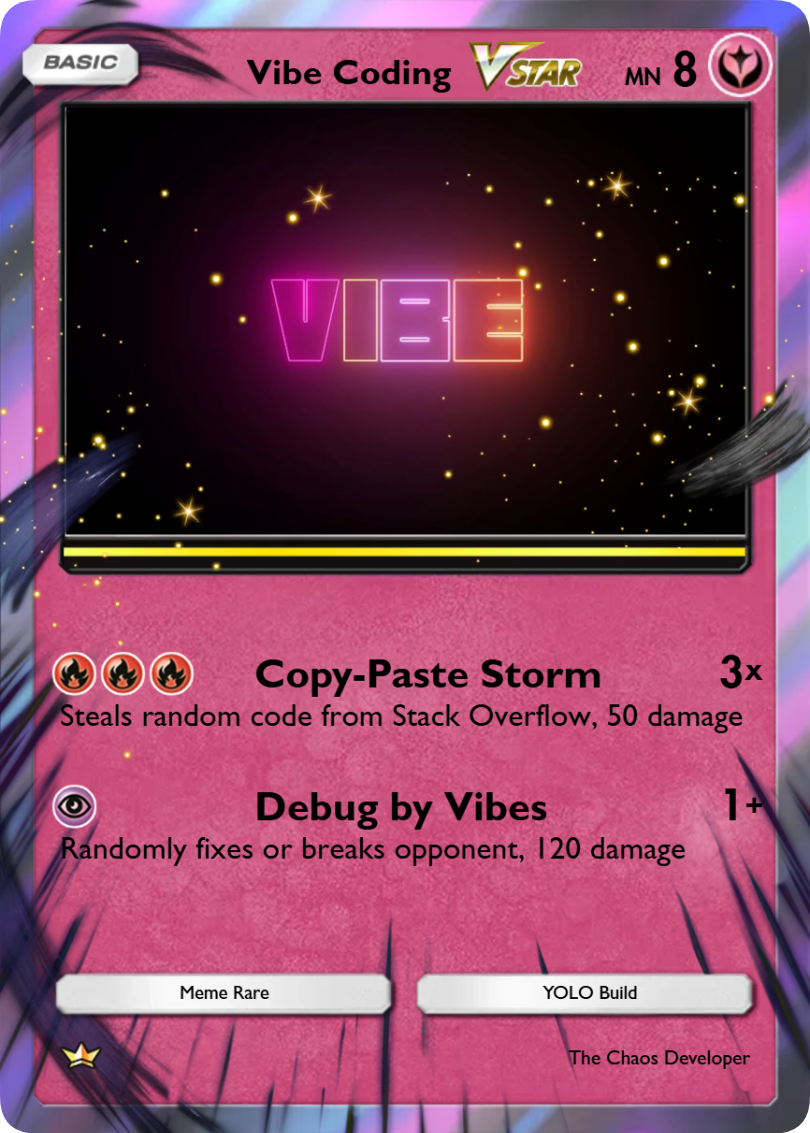 BASIC
Vibe Coding VSTAR MN 8
VIBE
Copy-Paste Storm 3x
Steals random code from Stack Overflow, 50 damage
Debug by Vibes 1+
Randomly fixes or breaks opponent, 120 damage
Meme Rare YOLO Build
The Chaos Developer